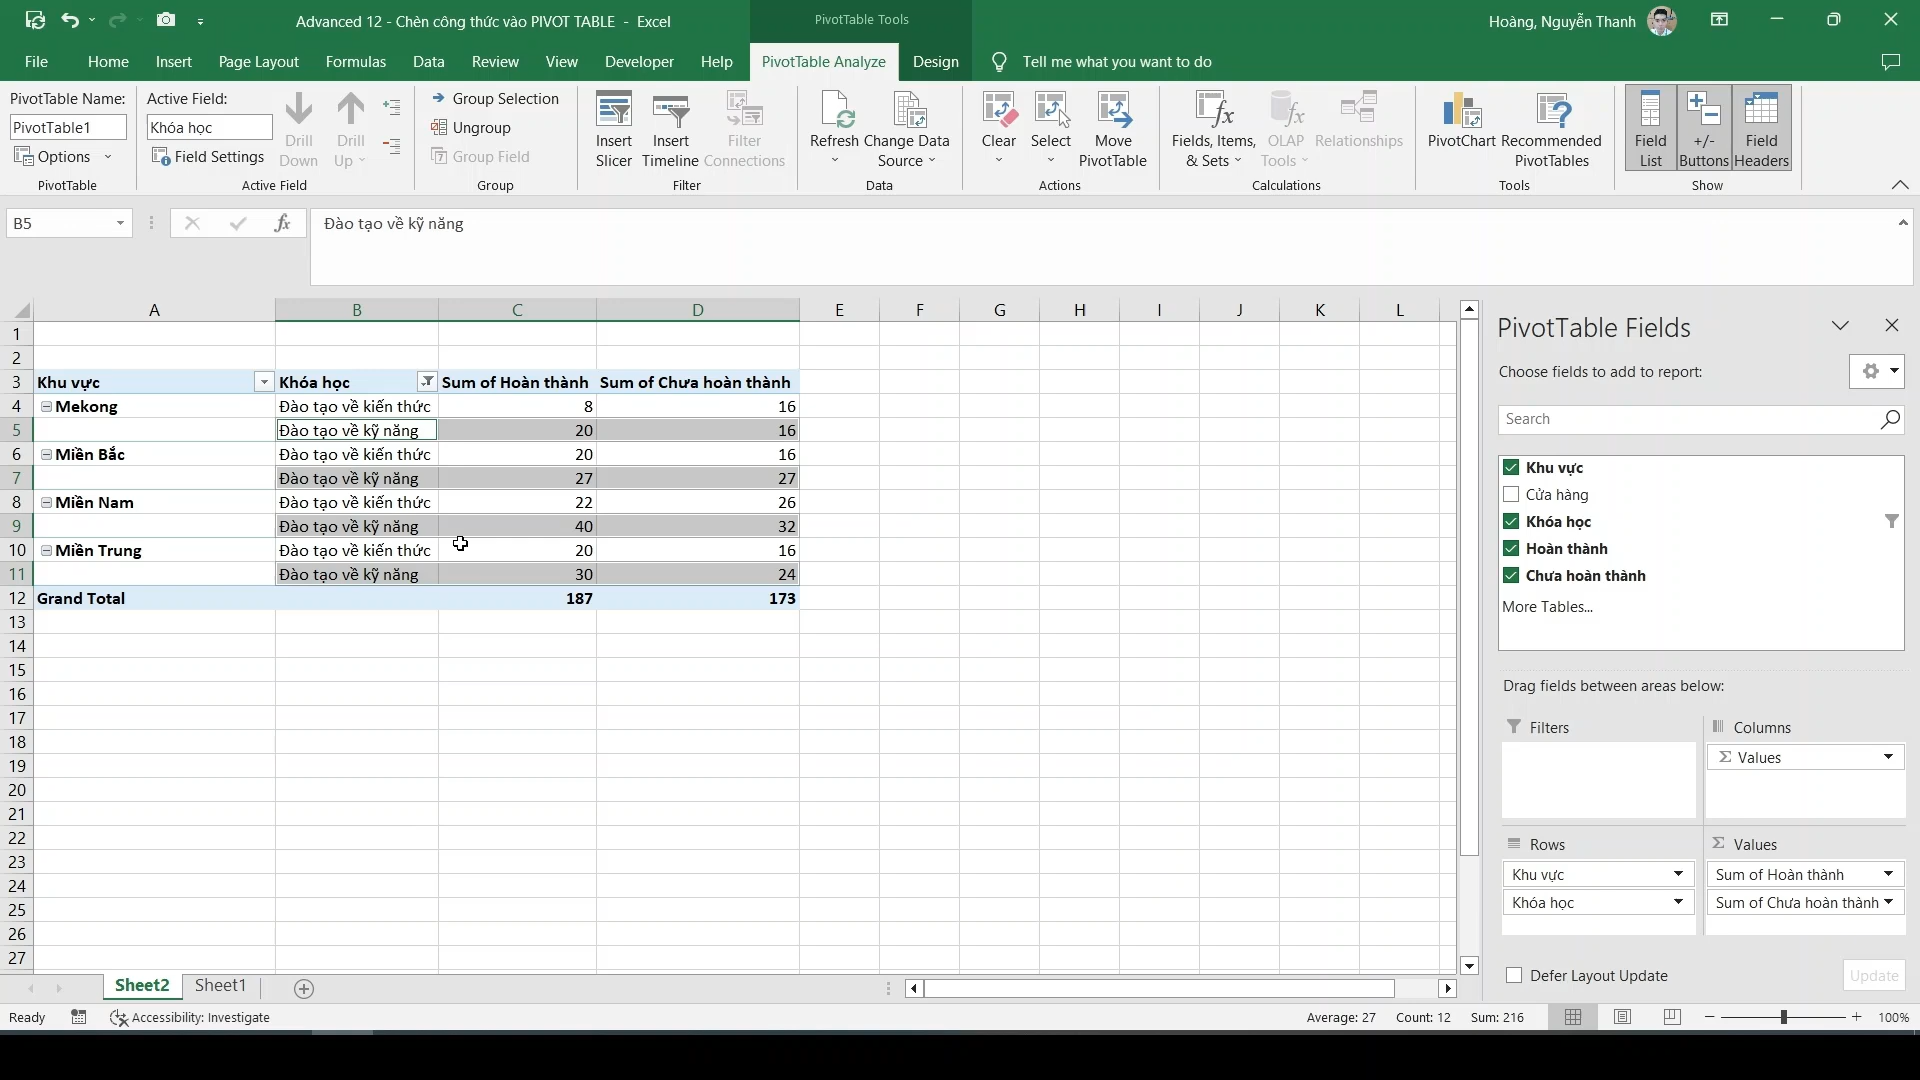 Advanced 12 - Chèn công thức vào PIVOT TABLE - Excel
PivotTable Tools
Hoàng, Nguyễn Thanh
File Home Insert Page Layout Formulas Data Review View Developer Help PivotTable Analyze Design Tell me what you want to do
PivotTable Name:
PivotTable1
Options
PivotTable
Active Field:
Khóa học
Field Settings
Drill Down
Drill Up
Active Field
Group Selection
Ungroup
Group Field
Group
Insert Slicer
Insert Timeline
Filter Connections
Filter
Refresh
Change Data Source
Data
Clear
Select
Move PivotTable
Actions
Fields, Items, & Sets
OLAP Tools
Relationships
Calculations
PivotChart
Recommended PivotTables
Tools
Field List
+/- Buttons
Field Headers
Show
B5
fx
Đào tạo về kỹ năng
A B C D E F G H I J K L
1
2
3 Khu vực Khóa học Sum of Hoàn thành Sum of Chưa hoàn thành
4 Mekong Đào tạo về kiến thức 8 16
5 Đào tạo về kỹ năng 20 16
6 Miền Bắc Đào tạo về kiến thức 20 16
7 Đào tạo về kỹ năng 27 27
8 Miền Nam Đào tạo về kiến thức 22 26
9 Đào tạo về kỹ năng 40 32
10 Miền Trung Đào tạo về kiến thức 20 16
11 Đào tạo về kỹ năng 30 24
12 Grand Total 187 173
13
14
15
16
17
18
19
20
21
22
23
24
25
26
27
PivotTable Fields
Choose fields to add to report:
Search
Khu vực
Cửa hàng
Khóa học
Hoàn thành
Chưa hoàn thành
More Tables...
Drag fields between areas below:
Filters
Columns
Σ Values
Rows
Khu vực
Khóa học
Σ Values
Sum of Hoàn thành
Sum of Chưa hoàn thành
Defer Layout Update
Update
Sheet2 Sheet1
Ready
Accessibility: Investigate
Average: 27 Count: 12 Sum: 216
100%